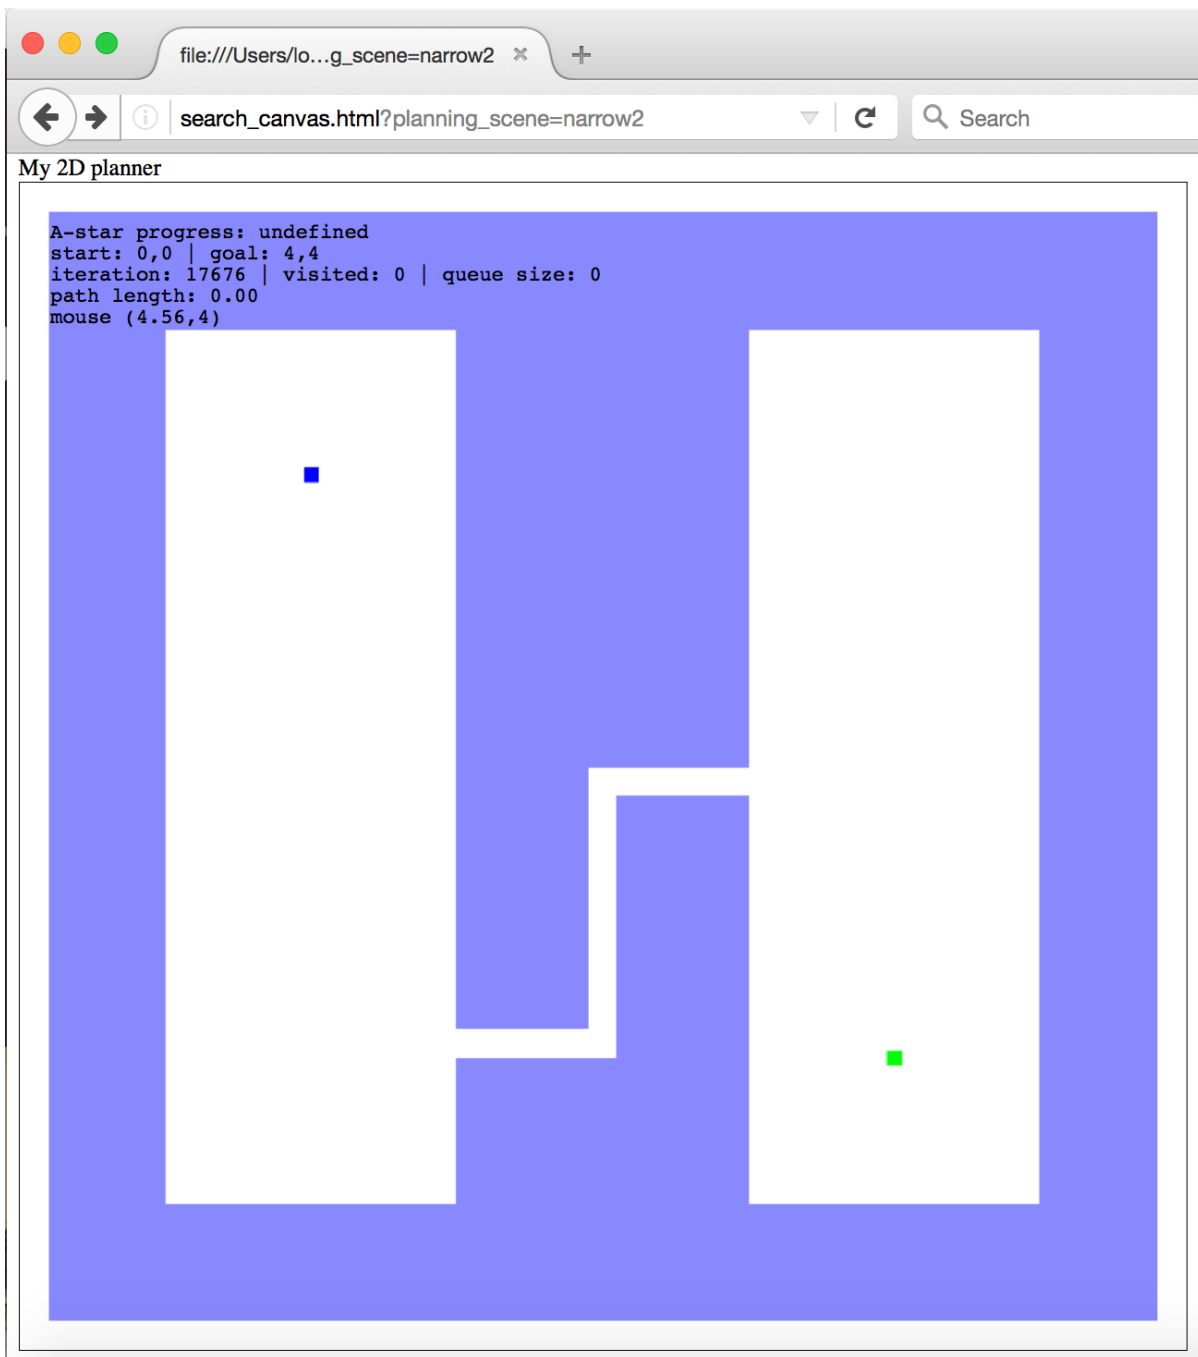 file:///Users/lo...g_scene=narrow2
search_canvas.html?planning_scene=narrow2
Search
My 2D planner
A-star progress: undefined
start: 0,0 | goal: 4,4
iteration: 17676 | visited: 0 | queue size: 0
path length: 0.00
mouse (4.56,4)